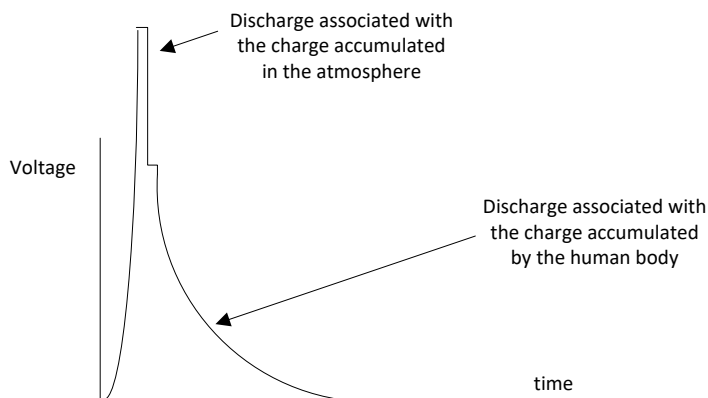 Discharge associated with
the charge accumulated
in the atmosphere
Voltage
Discharge associated with
the charge accumulated
by the human body
time